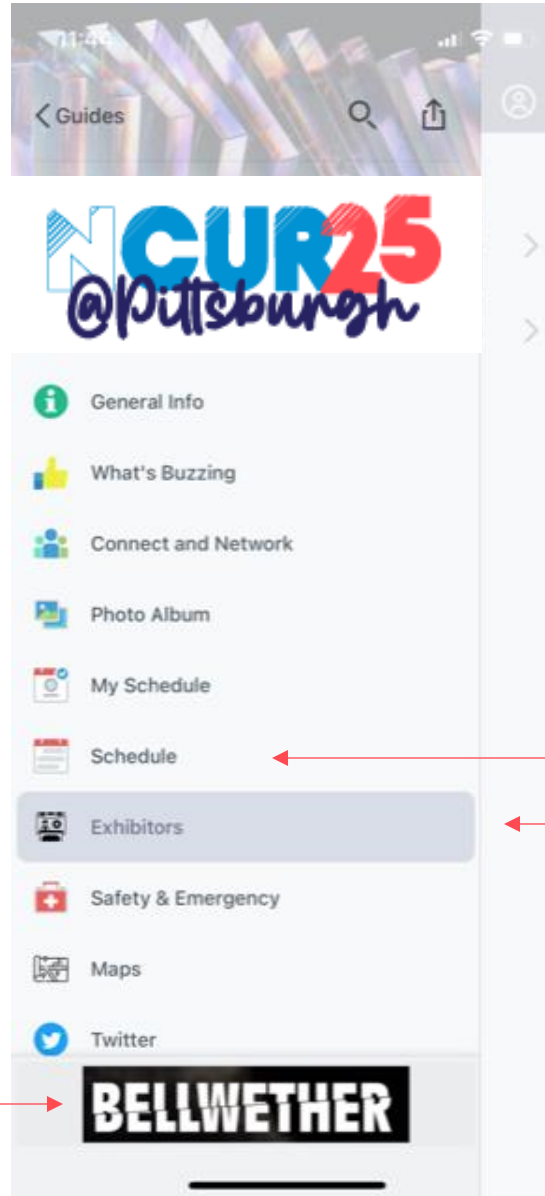 11:44
Guides
NCUR25
@Pittsburgh
General Info
What's Buzzing
Connect and Network
Photo Album
My Schedule
Schedule
Exhibitors
Safety & Emergency
Maps
Twitter
BELLWETHER